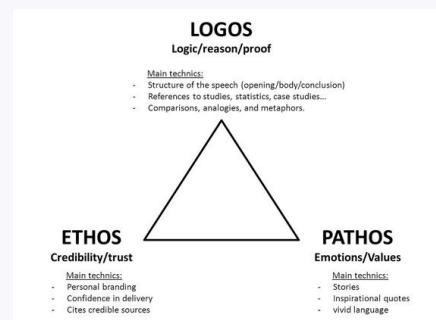 LOGOS
Logic/reason/proof
Main technics:
- Structure of the speech (opening/body/conclusion)
- References to studies, statistics, case studies...
- Comparisons, analogies, and metaphors.
ETHOS
Credibility/trust
Main technics:
- Personal branding
- Confidence in delivery
- Cites credible sources
PATHOS
Emotions/Values
Main technics:
- Stories
- Inspirational quotes
- vivid language